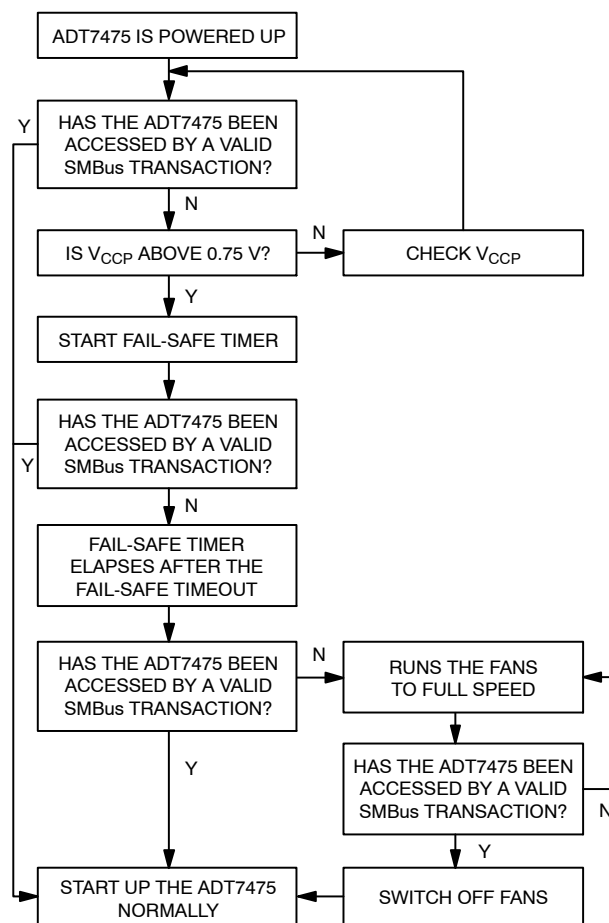 ADT7475 IS POWERED UP
Y
HAS THE ADT7475 BEEN
ACCESSED BY A VALID
SMBus TRANSACTION?
N
IS VCCP ABOVE 0.75 V?
N
CHECK VCCP
Y
START FAIL-SAFE TIMER
HAS THE ADT7475 BEEN
ACCESSED BY A VALID
SMBus TRANSACTION?
Y
N
FAIL-SAFE TIMER
ELAPSES AFTER THE
FAIL-SAFE TIMEOUT
HAS THE ADT7475 BEEN
ACCESSED BY A VALID
SMBus TRANSACTION?
N
RUNS THE FANS
TO FULL SPEED
Y
HAS THE ADT7475 BEEN
ACCESSED BY A VALID
SMBus TRANSACTION?
N
Y
START UP THE ADT7475
NORMALLY
SWITCH OFF FANS